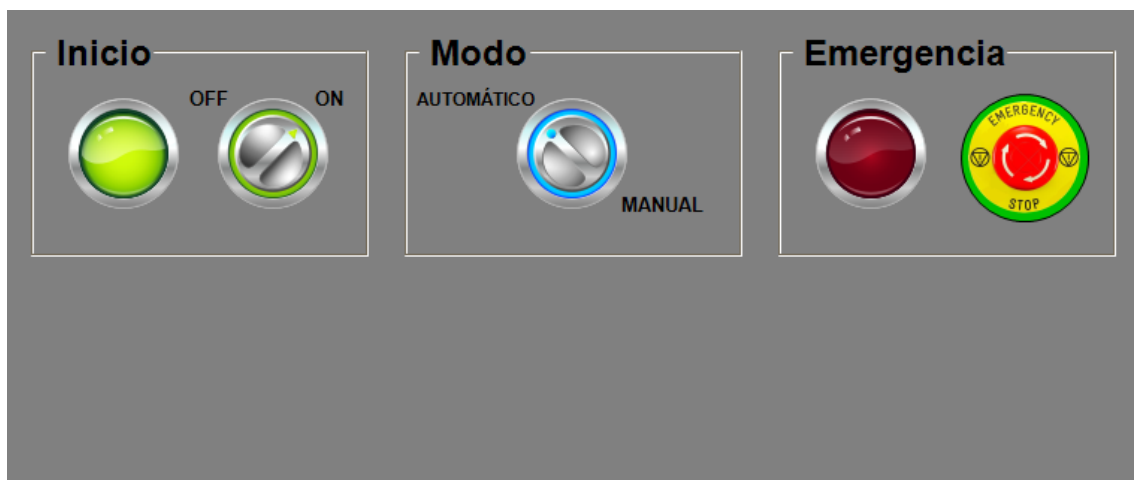 Inicio
OFF
ON
Modo
AUTOMÁTICO
MANUAL
Emergencia
EMERGENCY
STOP